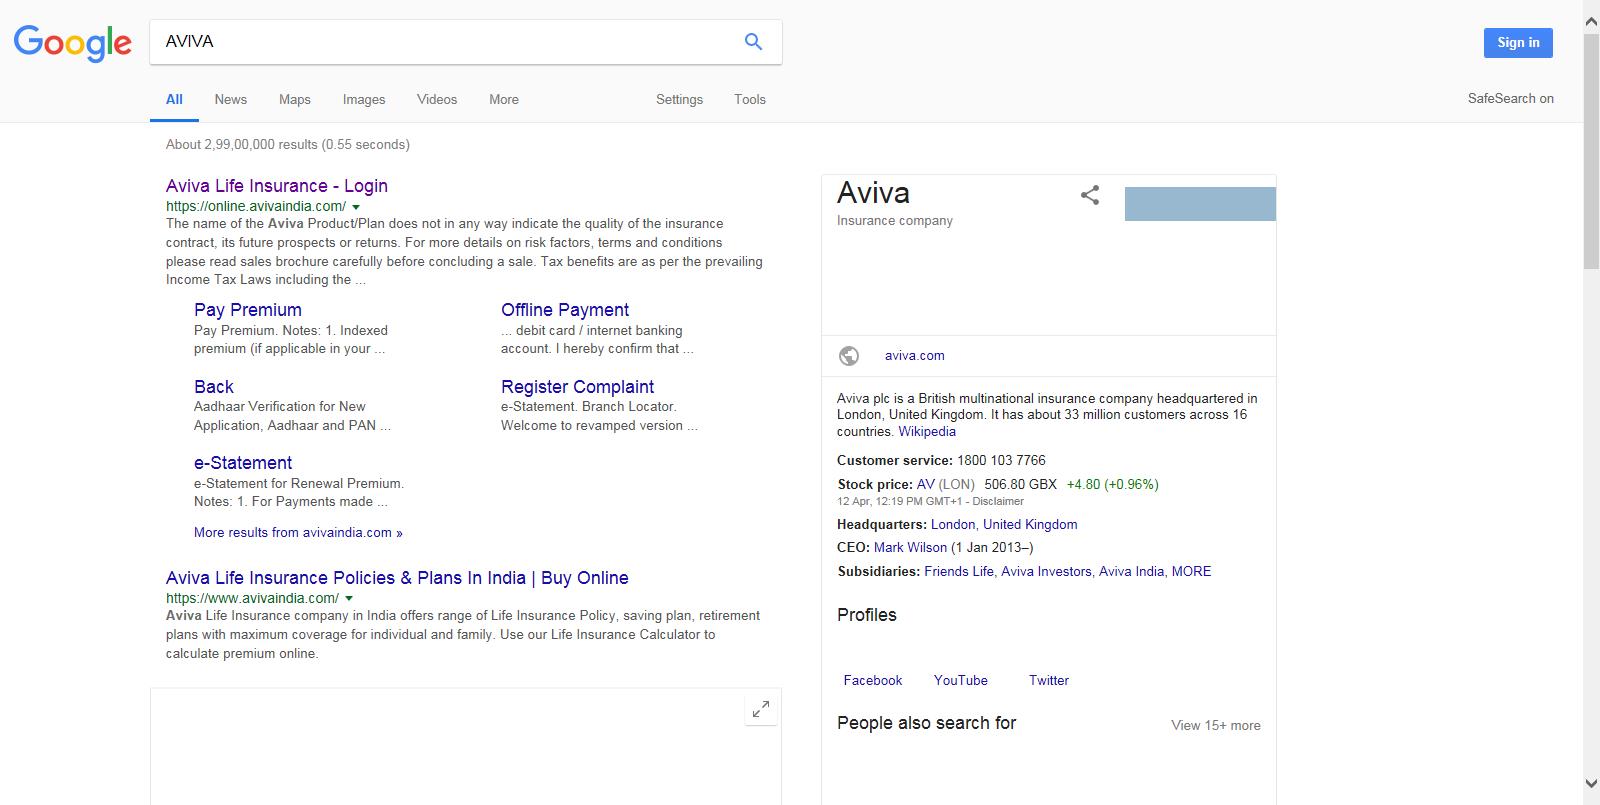 Google
AVIVA
Sign in
All News Maps Images Videos More Settings Tools
SafeSearch on
About 2,99,00,000 results (0.55 seconds)
Aviva Life Insurance - Login
https://online.avivaindia.com/
The name of the Aviva Product/Plan does not in any way indicate the quality of the insurance
contract, its future prospects or returns. For more details on risk factors, terms and conditions
please read sales brochure carefully before concluding a sale. Tax benefits are as per the prevailing
Income Tax Laws including the ...
Pay Premium
Pay Premium. Notes: 1. Indexed
premium (if applicable in your ...
Offline Payment
... debit card / internet banking
account. I hereby confirm that ...
Back
Aadhaar Verification for New
Application, Aadhaar and PAN ...
Register Complaint
e-Statement. Branch Locator.
Welcome to revamped version ...
e-Statement
e-Statement for Renewal Premium.
Notes: 1. For Payments made ...
More results from avivaindia.com »
Aviva Life Insurance Policies & Plans In India | Buy Online
https://www.avivaindia.com/
Aviva Life Insurance company in India offers range of Life Insurance Policy, saving plan, retirement
plans with maximum coverage for individual and family. Use our Life Insurance Calculator to
calculate premium online.
Aviva
Insurance company
aviva.com
Aviva plc is a British multinational insurance company headquartered in
London, United Kingdom. It has about 33 million customers across 16
countries. Wikipedia
Customer service: 1800 103 7766
Stock price: AV (LON) 506.80 GBX +4.80 (+0.96%)
12 Apr, 12:19 PM GMT+1 - Disclaimer
Headquarters: London, United Kingdom
CEO: Mark Wilson (1 Jan 2013–)
Subsidiaries: Friends Life, Aviva Investors, Aviva India, MORE
Profiles
Facebook YouTube Twitter
People also search for
View 15+ more